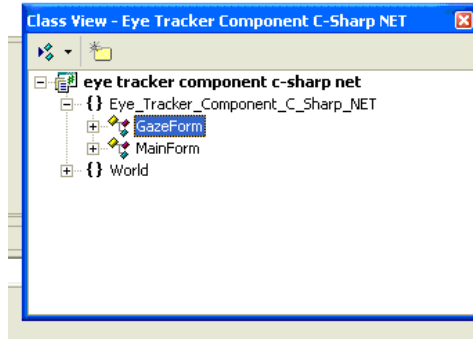 Class View - Eye Tracker Component C-Sharp NET
eye tracker component c-sharp net
{} Eye_Tracker_Component_C_Sharp_NET
GazeForm
MainForm
{} World